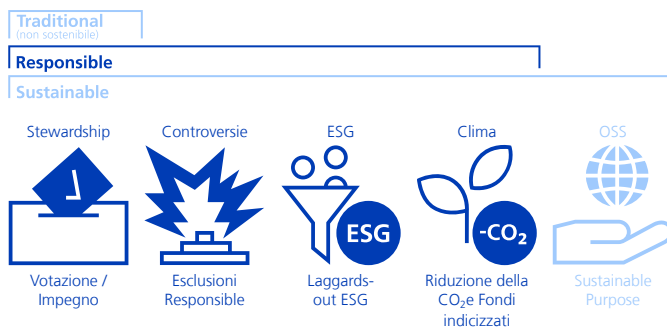 Traditional
(non sostenibile)
Responsible
Sustainable
Stewardship
Controversie
ESG
Clima
OSS
ESG
-CO₂
Votazione /
Impegno
Esclusioni
Responsible
Laggards-
out ESG
Riduzione della
CO₂e Fondi
indicizzati
Sustainable
Purpose